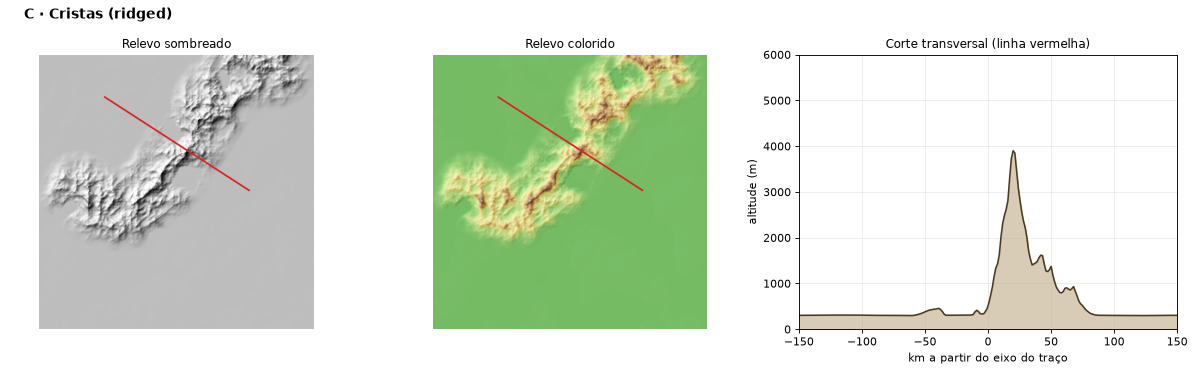 C · Cristas (ridged)
Relevo sombreado
Relevo colorido
Corte transversal (linha vermelha)
altitude (m)
6000
5000
4000
3000
2000
1000
0
−150
−100
−50
0
50
100
150
km a partir do eixo do traço